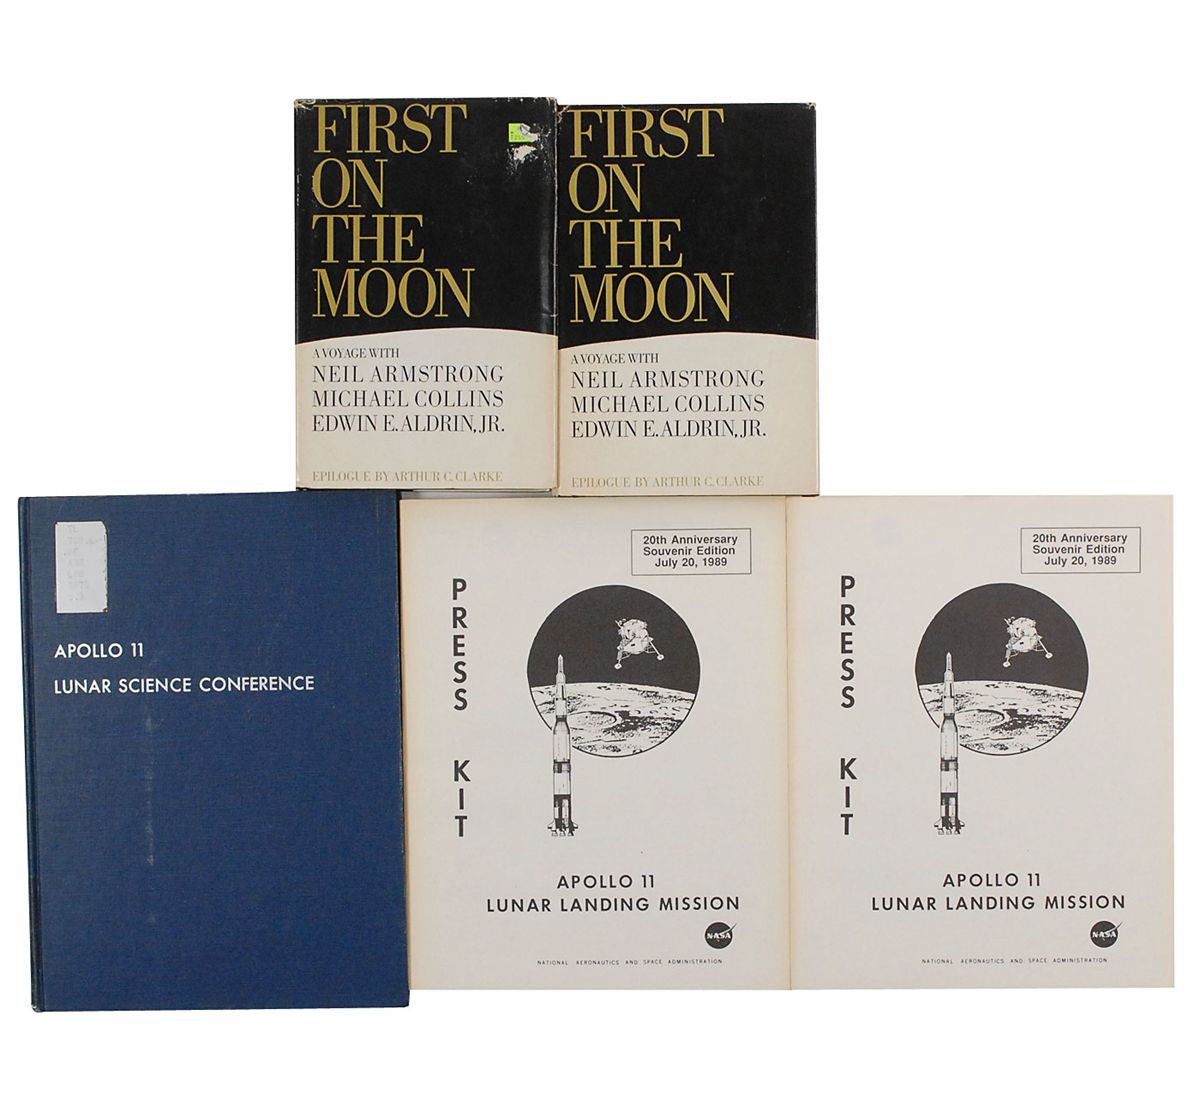 FIRST
ON
THE
MOON
A VOYAGE WITH
NEIL ARMSTRONG
MICHAEL COLLINS
EDWIN E. ALDRIN, JR.
EPILOGUE BY ARTHUR C. CLARKE
FIRST
ON
THE
MOON
A VOYAGE WITH
NEIL ARMSTRONG
MICHAEL COLLINS
EDWIN E. ALDRIN, JR.
EPILOGUE BY ARTHUR C. CLARKE
APOLLO 11
LUNAR SCIENCE CONFERENCE
20th Anniversary
Souvenir Edition
July 20, 1989
PRESS KIT
APOLLO 11
LUNAR LANDING MISSION
NASA
NATIONAL AERONAUTICS AND SPACE ADMINISTRATION
20th Anniversary
Souvenir Edition
July 20, 1989
PRESS KIT
APOLLO 11
LUNAR LANDING MISSION
NASA
NATIONAL AERONAUTICS AND SPACE ADMINISTRATION